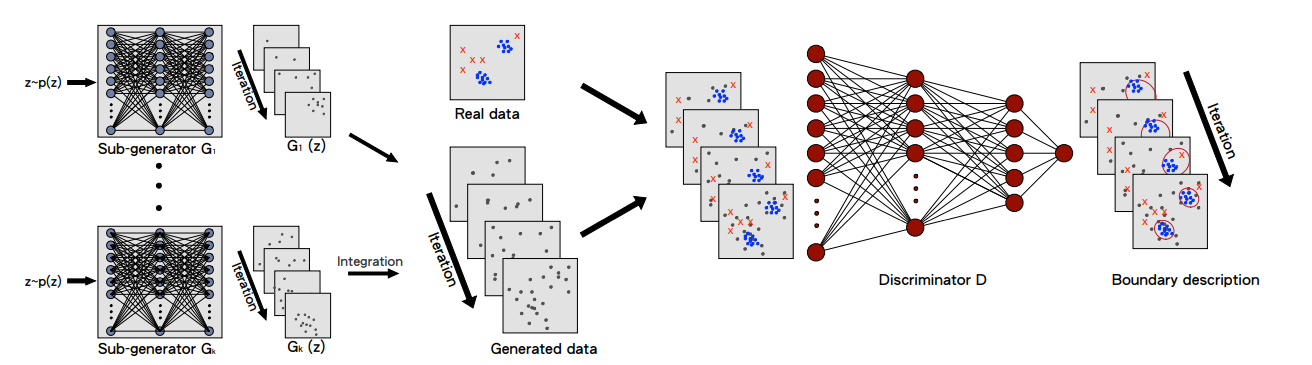 z~p(z)
Sub-generator G₁
Iteration
G₁ (z)
z~p(z)
Sub-generator Gₖ
Iteration
Gₖ (z)
Integration
Real data
x
x
x x
x
Iteration
Generated data
Discriminator D
Iteration
Boundary description